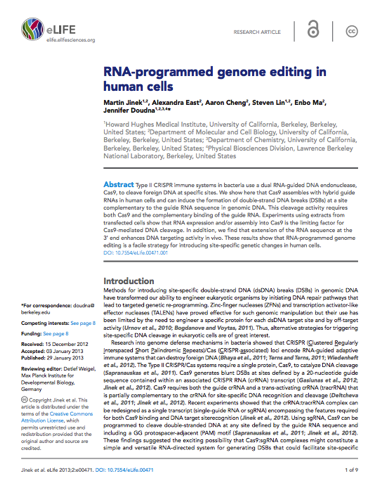 eLIFE
elife.elifesciences.org
RESEARCH ARTICLE
cc
RNA-programmed genome editing in
human cells
Martin Jinek1,2, Alexandra East2, Aaron Cheng2, Steven Lin1,2, Enbo Ma2,
Jennifer Doudna1,2,3,4*
1Howard Hughes Medical Institute, University of California, Berkeley, Berkeley,
United States; 2Department of Molecular and Cell Biology, University of California,
Berkeley, Berkeley, United States; 3Department of Chemistry, University of California,
Berkeley, Berkeley, United States; 4Physical Biosciences Division, Lawrence Berkeley
National Laboratory, Berkeley, United States
Abstract Type II CRISPR immune systems in bacteria use a dual RNA-guided DNA endonuclease,
Cas9, to cleave foreign DNA at specific sites. We show here that Cas9 assembles with hybrid guide
RNAs in human cells and can induce the formation of double-strand DNA breaks (DSBs) at a site
complementary to the guide RNA sequence in genomic DNA. This cleavage activity requires
both Cas9 and the complementary binding of the guide RNA. Experiments using extracts from
transfected cells show that RNA expression and/or assembly into Cas9 is the limiting factor for
Cas9-mediated DNA cleavage. In addition, we find that extension of the RNA sequence at the
3′ end enhances DNA targeting activity in vivo. These results show that RNA-programmed genome
editing is a facile strategy for introducing site-specific genetic changes in human cells.
DOI: 10.7554/eLife.00471.001
Introduction
Methods for introducing site-specific double-strand DNA (dsDNA) breaks (DSBs) in genomic DNA
have transformed our ability to engineer eukaryotic organisms by initiating DNA repair pathways that
lead to targeted genetic re-programming. Zinc-finger nucleases (ZFNs) and transcription activator-like
effector nucleases (TALENs) have proved effective for such genomic manipulation but their use has
been limited by the need to engineer a specific protein for each dsDNA target site and by off-target
activity (Urnov et al., 2010; Bogdanove and Voytas, 2011). Thus, alternative strategies for triggering
site-specific DNA cleavage in eukaryotic cells are of great interest.
Research into genome defense mechanisms in bacteria showed that CRISPR (Clustered Regularly
Interspaced Short Palindromic Repeats)/Cas (CRISPR-associated) loci encode RNA-guided adaptive
immune systems that can destroy foreign DNA (Bhaya et al., 2011; Terns and Terns, 2011; Wiedenheft
et al., 2012). The Type II CRISPR/Cas systems require a single protein, Cas9, to catalyze DNA cleavage
(Sapranauskas et al., 2011). Cas9 generates blunt DSBs at sites defined by a 20-nucleotide guide
sequence contained within an associated CRISPR RNA (crRNA) transcript (Gasiunas et al., 2012;
Jinek et al., 2012). Cas9 requires both the guide crRNA and a trans-activating crRNA (tracrRNA) that
is partially complementary to the crRNA for site-specific DNA recognition and cleavage (Deltcheva
et al., 2011; Jinek et al., 2012). Recent experiments showed that the crRNA:tracrRNA complex can
be redesigned as a single transcript (single-guide RNA or sgRNA) encompassing the features required
for both Cas9 binding and DNA target site recognition (Jinek et al., 2012). Using sgRNA, Cas9 can be
programmed to cleave double-stranded DNA at any site defined by the guide RNA sequence and
including a GG protospacer-adjacent (PAM) motif (Sapranauskas et al., 2011; Jinek et al., 2012).
These findings suggested the exciting possibility that Cas9:sgRNA complexes might constitute a
simple and versatile RNA-directed system for generating DSBs that could facilitate site-specific
*For correspondence: doudna@
berkeley.edu
Competing interests: See page 8
Funding: See page 8
Received: 15 December 2012
Accepted: 03 January 2013
Published: 29 January 2013
Reviewing editor: Detlef Weigel,
Max Planck Institute for
Developmental Biology,
Germany
Copyright Jinek et al. This
article is distributed under the
terms of the Creative Commons
Attribution License, which
permits unrestricted use and
redistribution provided that the
original author and source are
credited.
Jinek et al. eLife 2013;2:e00471. DOI: 10.7554/eLife.00471
1 of 9